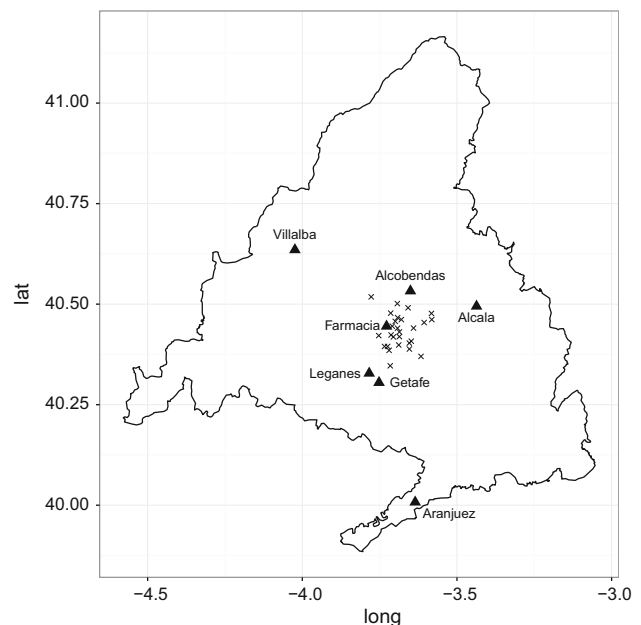 41.00
40.75
40.50
40.25
40.00
lat
Villalba
Alcobendas
Farmacia
Alcala
Leganes
Getafe
Aranjuez
−4.5
−4.0
−3.5
−3.0
long